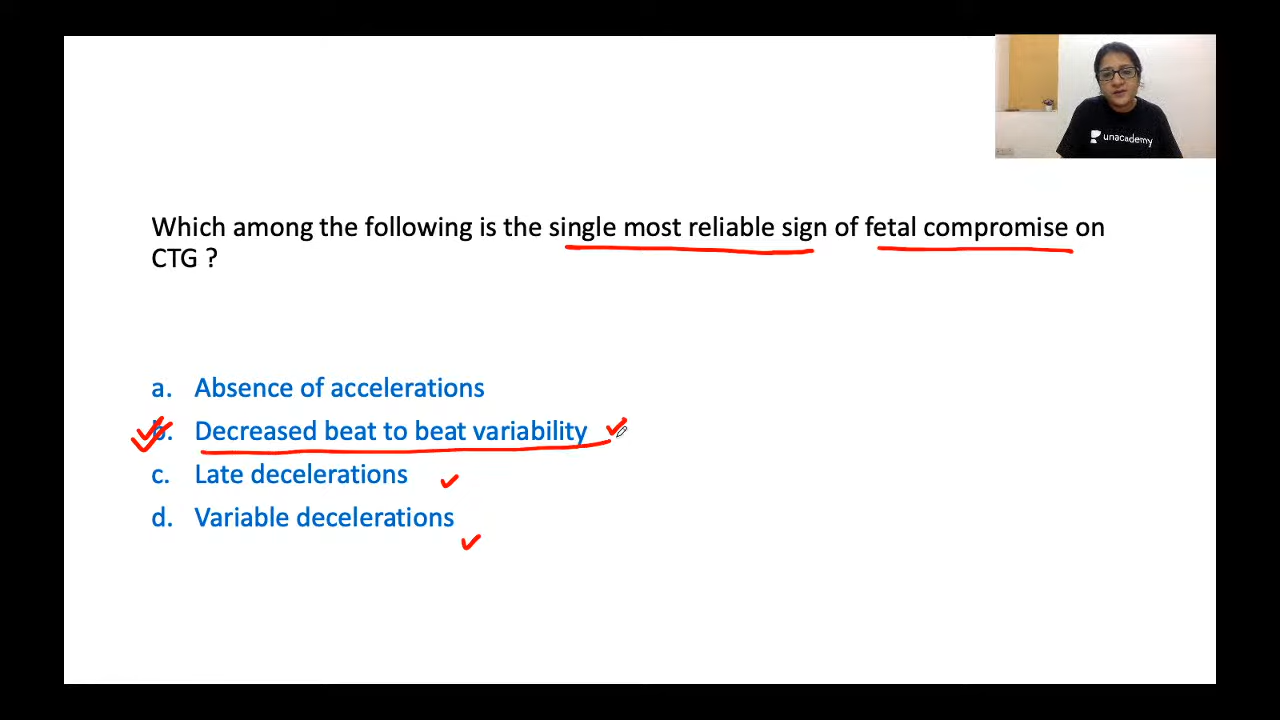 unacademy
Which among the following is the single most reliable sign of fetal compromise on
CTG ?
a. Absence of accelerations
b. Decreased beat to beat variability
c. Late decelerations
d. Variable decelerations